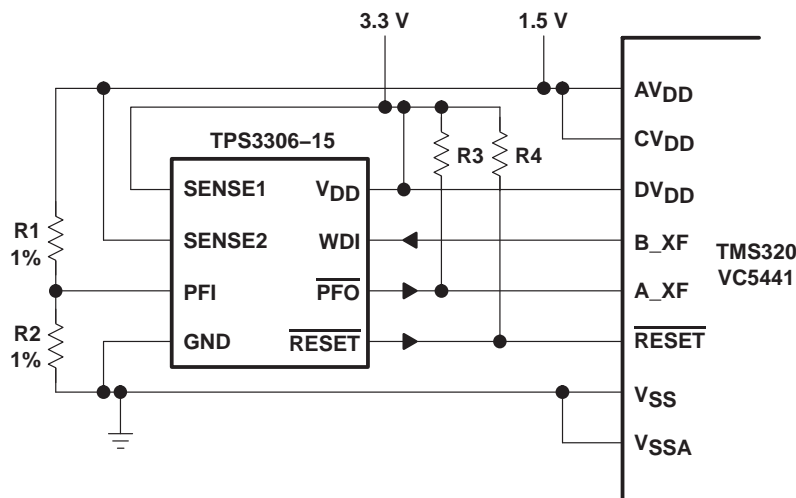 3.3 V
1.5 V
AVDD
TPS3306–15
CVDD
R3
R4
SENSE1
VDD
DVDD
R1
1%
SENSE2
WDI
B_XF
TMS320
VC5441
PFI
PFO
A_XF
R2
1%
GND
RESET
RESET
VSS
VSSA